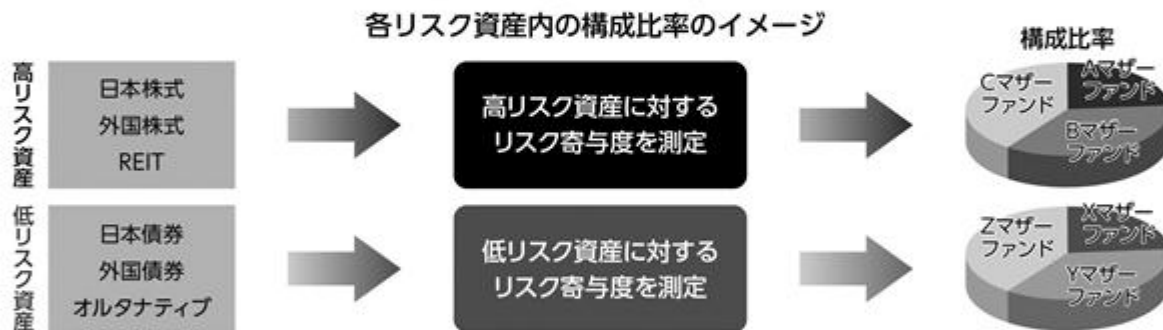 各リスク資産内の構成比率のイメージ
高リスク資産
日本株式
外国株式
REIT
高リスク資産に対する
リスク寄与度を測定
構成比率
Cマザー
ファンド
Aマザー
ファンド
Bマザー
ファンド
低リスク資産
日本債券
外国債券
オルタナティブ
低リスク資産に対する
リスク寄与度を測定
Zマザー
ファンド
Xマザー
ファンド
Yマザー
ファンド